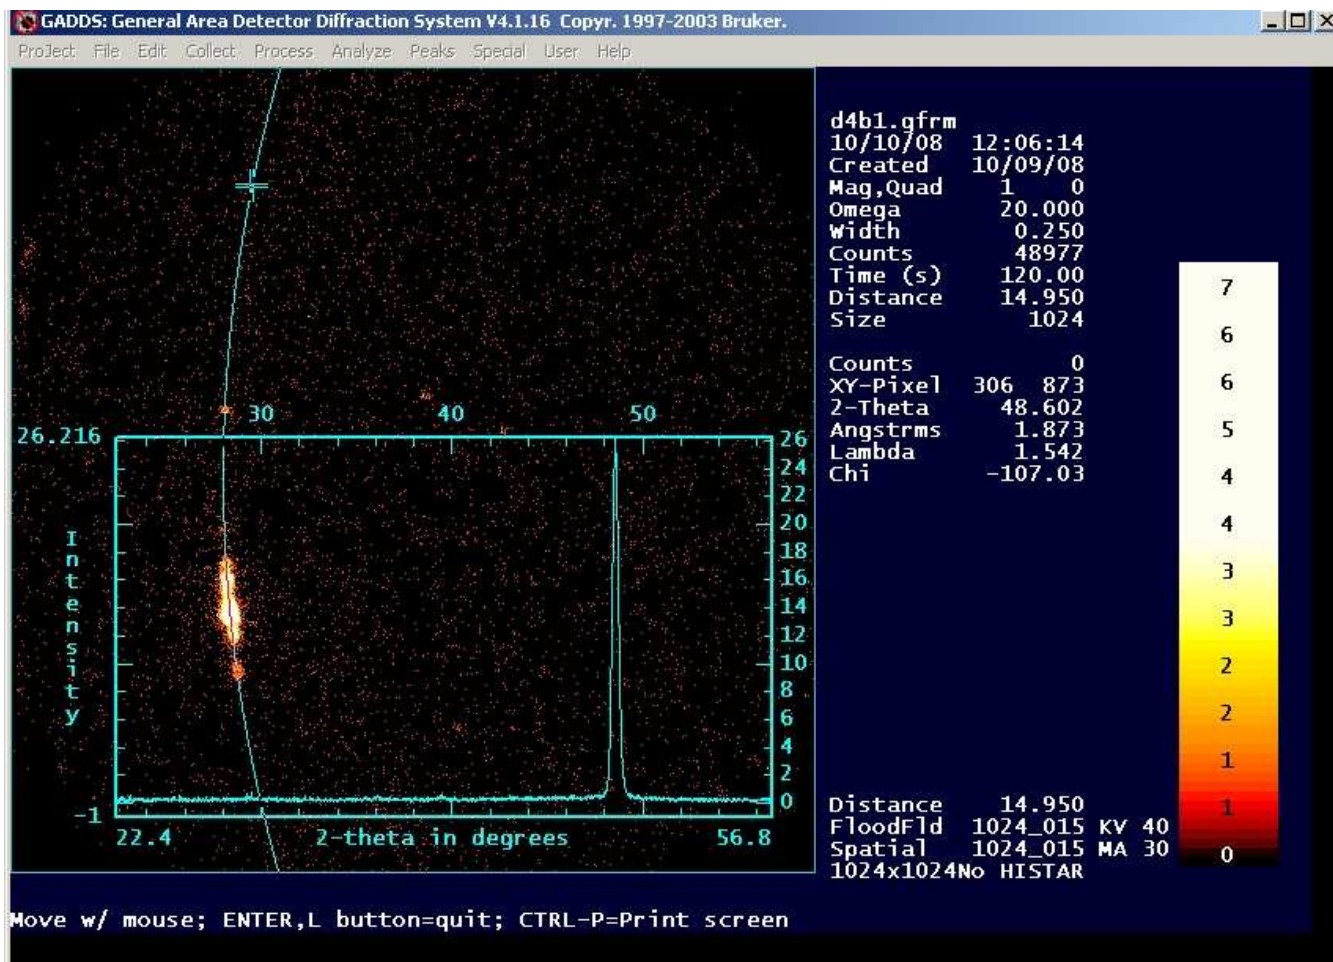 GADDS: General Area Detector Diffraction System V4.1.16 Copyr. 1997-2003 Bruker.
ProJect File Edit Collect Process Analyze Peaks Special User Help
d4b1.gfrm
10/10/08 12:06:14
Created 10/09/08
Mag,Quad 1 0
Omega 20.000
Width 0.250
Counts 48977
Time (s) 120.00
Distance 14.950
Size 1024
Counts 0
XY-Pixel 306 873
2-Theta 48.602
Angstrms 1.873
Lambda 1.542
Chi -107.03
30 40 50
26.216
Intensity
-1
26
24
22
20
18
16
14
12
10
8
6
4
2
0
22.4 2-theta in degrees 56.8
7
6
6
5
4
4
3
3
2
2
1
1
0
Distance 14.950
FloodFld 1024_015 KV 40
Spatial 1024_015 MA 30
1024x1024No HISTAR
Move w/ mouse; ENTER,L button=quit; CTRL-P=Print screen